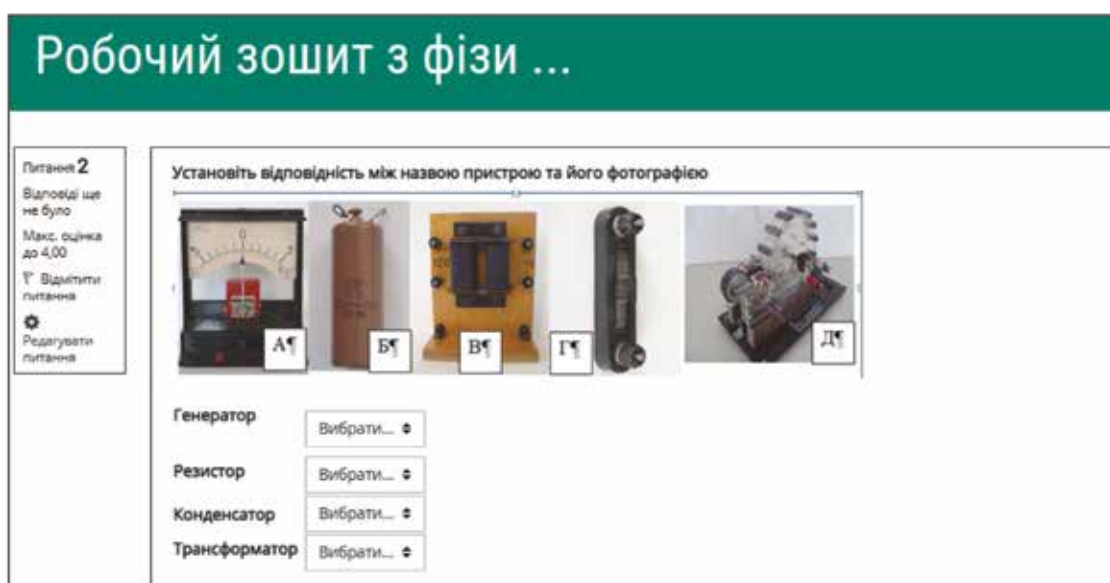 Робочий зошит з фізи ...
Питання 2
Відповіді ще
не було
Макс. оцінка
до 4,00
Відмітити
питання
Редагувати
питання
Установіть відповідність між назвою пристрою та його фотографією
А¶ Б¶ В¶ Г¶ Д¶
Генератор Вибрати...
Резистор Вибрати...
Конденсатор Вибрати...
Трансформатор Вибрати...